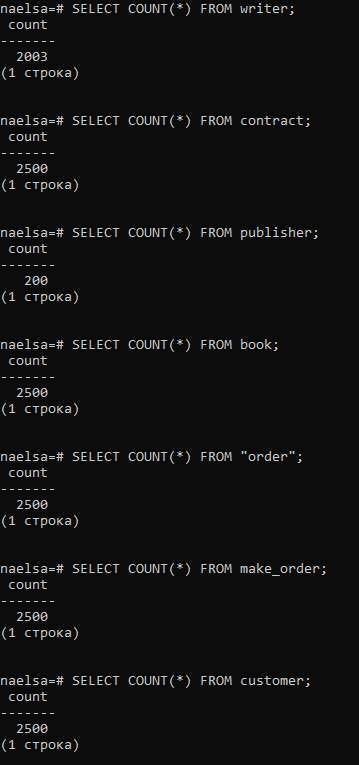 naelsa=# SELECT COUNT(*) FROM writer;
 count
-------
  2003
(1 строка)
naelsa=# SELECT COUNT(*) FROM contract;
 count
-------
  2500
(1 строка)
naelsa=# SELECT COUNT(*) FROM publisher;
 count
-------
   200
(1 строка)
naelsa=# SELECT COUNT(*) FROM book;
 count
-------
  2500
(1 строка)
naelsa=# SELECT COUNT(*) FROM "order";
 count
-------
  2500
(1 строка)
naelsa=# SELECT COUNT(*) FROM make_order;
 count
-------
  2500
(1 строка)
naelsa=# SELECT COUNT(*) FROM customer;
 count
-------
  2500
(1 строка)